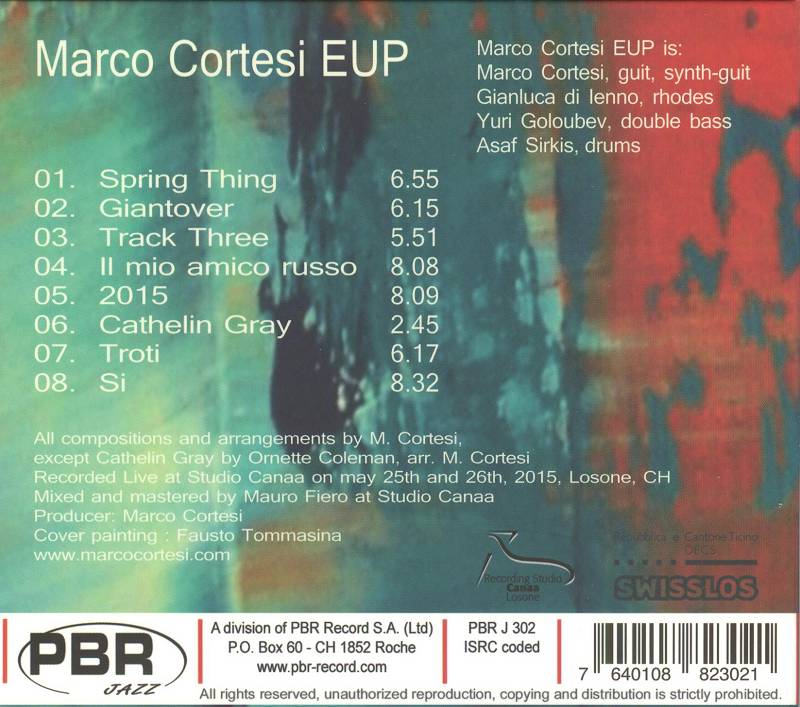 Marco Cortesi EUP
Marco Cortesi EUP is:
Marco Cortesi, guit, synth-guit
Gianluca di Ienno, rhodes
Yuri Goloubev, double bass
Asaf Sirkis, drums
01. Spring Thing 6.55
02. Giantover 6.15
03. Track Three 5.51
04. Il mio amico russo 8.08
05. 2015 8.09
06. Cathelin Gray 2.45
07. Troti 6.17
08. Si 8.32
All compositions and arrangements by M. Cortesi,
except Cathelin Gray by Ornette Coleman, arr. M. Cortesi
Recorded Live at Studio Canaa on may 25th and 26th, 2015, Losone, CH
Mixed and mastered by Mauro Fiero at Studio Canaa
Producer: Marco Cortesi
Cover painting : Fausto Tommasina
www.marcocortesi.com
Recording Studio
Canaa
Losone
Repubblica e Cantone Ticino
DECS
SWISSLOS
PBR
JAZZ
A division of PBR Record S.A. (Ltd)
P.O. Box 60 - CH 1852 Roche
www.pbr-record.com
PBR J 302
ISRC coded
7 640108 823021
All rights reserved, unauthorized reproduction, copying and distribution is strictly prohibited.